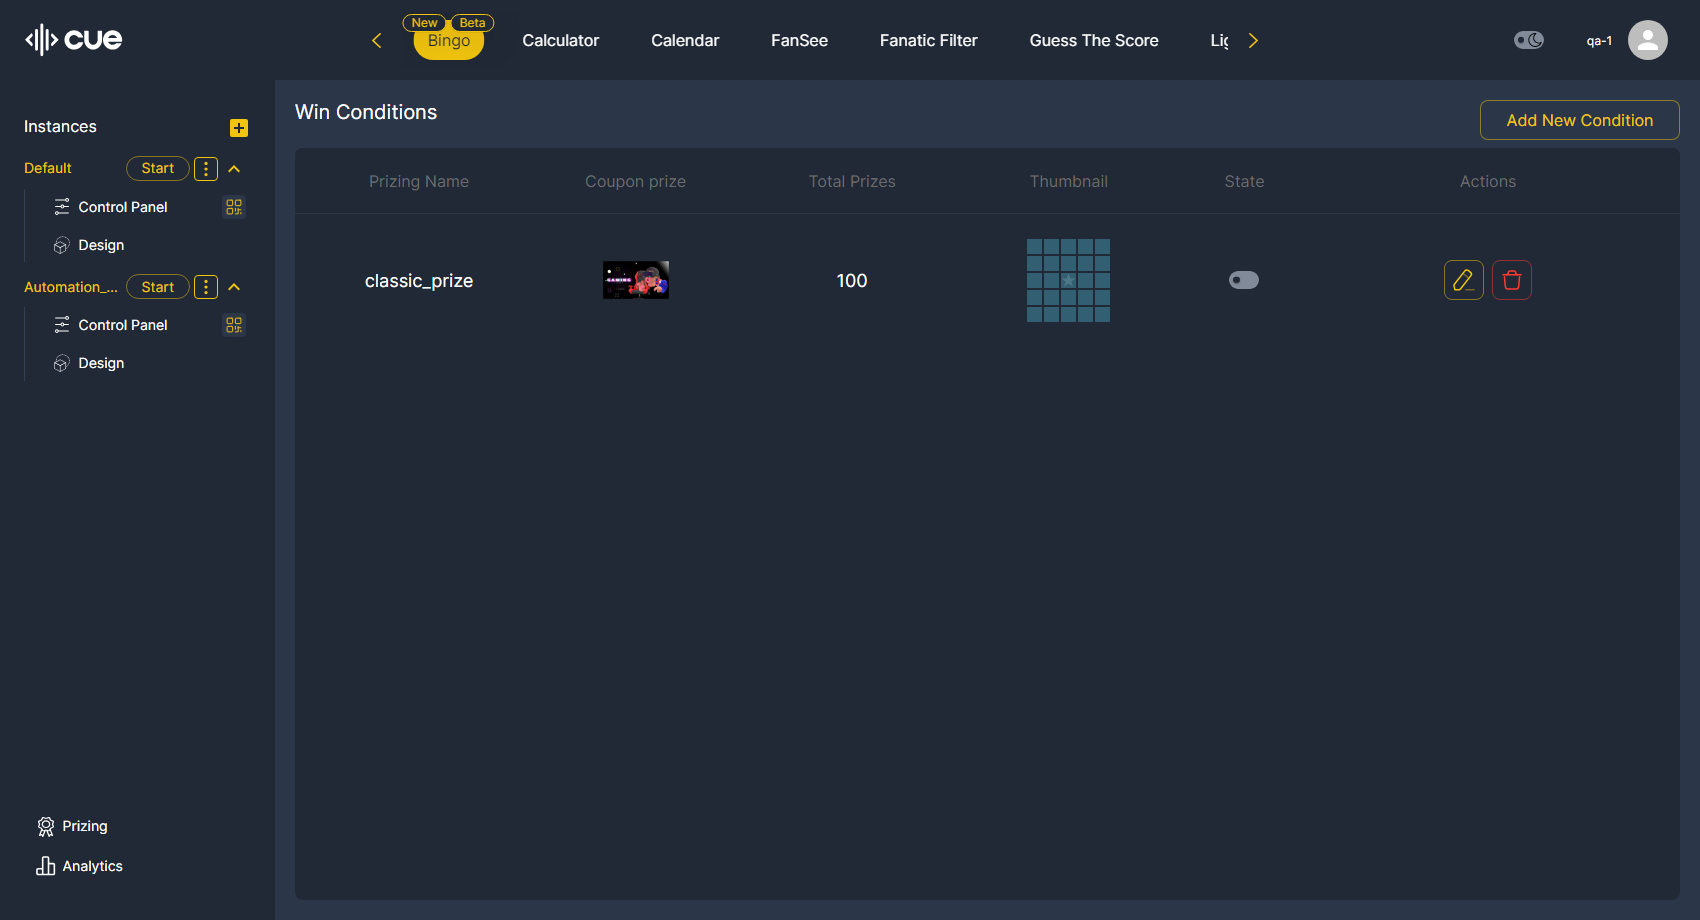 cue
New Beta
Bingo Calculator Calendar FanSee Fanatic Filter Guess The Score
qa-1
Instances
Default Start
Control Panel
Design
Automation_... Start
Control Panel
Design
Prizing
Analytics
Win Conditions
Add New Condition
Prizing Name Coupon prize Total Prizes Thumbnail State Actions
classic_prize GAMING 100